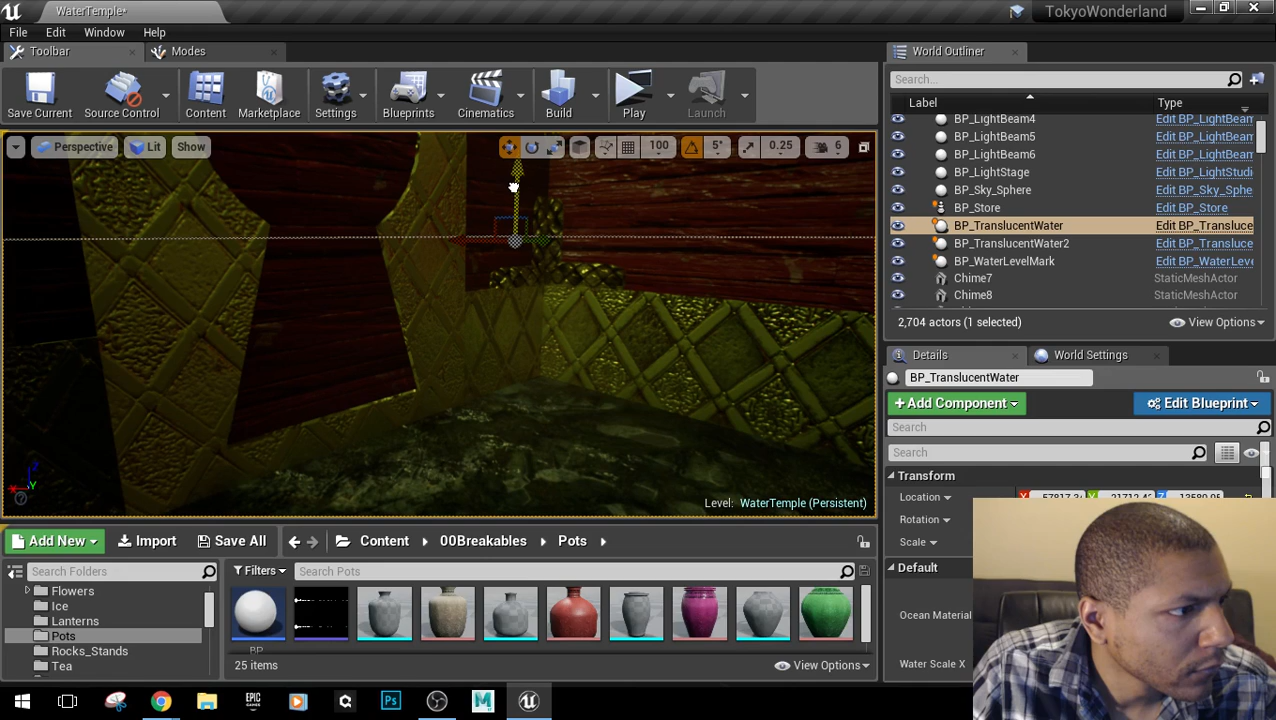 WaterTemple*
TokyoWonderland
File Edit Window Help
Toolbar Modes
Save Current Source Control Content Marketplace Settings Blueprints Cinematics Build Play Launch
Perspective Lit Show 100 5° 0.25 6
Level: WaterTemple (Persistent)
World Outliner
Search...
Label Type
BP_LightBeam4 Edit BP_LightBeam
BP_LightBeam5 Edit BP_LightBeam
BP_LightBeam6 Edit BP_LightBeam
BP_LightStage Edit BP_LightStudi
BP_Sky_Sphere Edit BP_Sky_Sphe
BP_Store Edit BP_Store
BP_TranslucentWater Edit BP_Transluce
BP_TranslucentWater2 Edit BP_Transluce
BP_WaterLevelMark Edit BP_WaterLeve
Chime7 StaticMeshActor
Chime8 StaticMeshActor
2,704 actors (1 selected) View Options
Details World Settings
BP_TranslucentWater
+Add Component Edit Blueprint
Search
Search
Transform
Location X Y Z
Rotation
Scale
Default
Ocean Material
Water Scale X
Add New Import Save All Content 00Breakables Pots
Search Folders
Flowers
Ice
Lanterns
Pots
Rocks_Stands
Tea
Filters Search Pots
BP
25 items View Options
EPIC GAMES Ps M